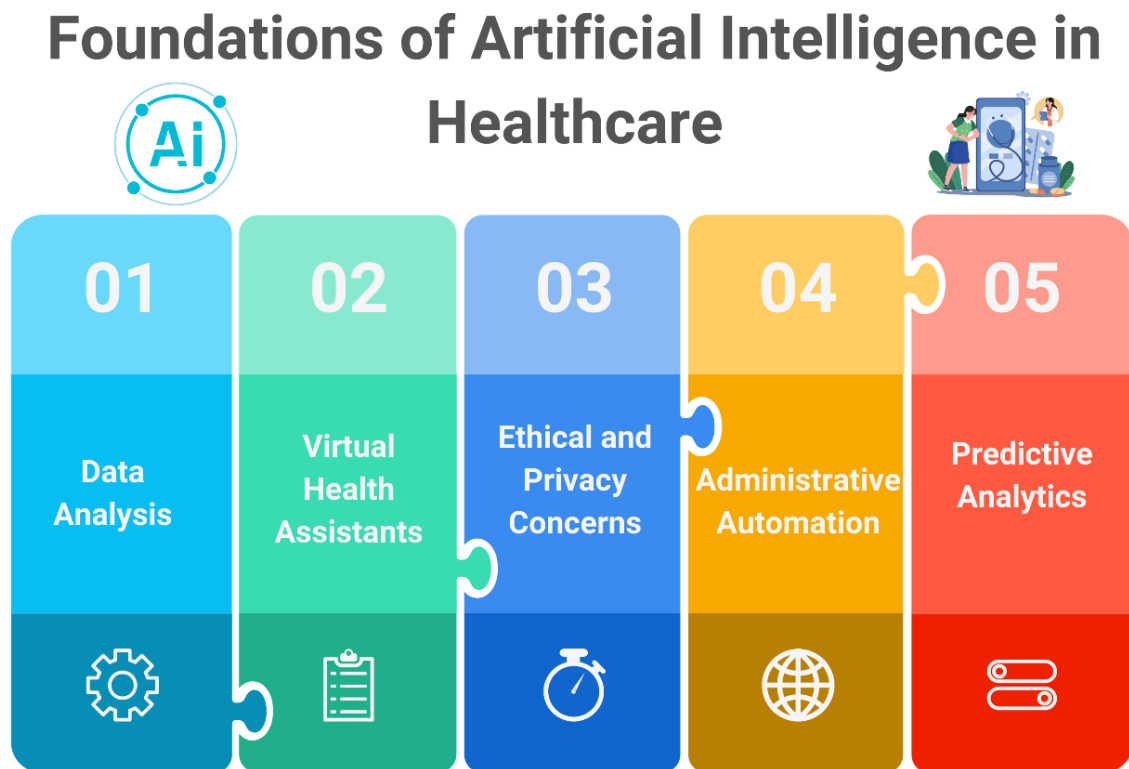 Foundations of Artificial Intelligence in
Healthcare
Ai
01
Data
Analysis
02
Virtual
Health
Assistants
03
Ethical and
Privacy
Concerns
04
Administrative
Automation
05
Predictive
Analytics